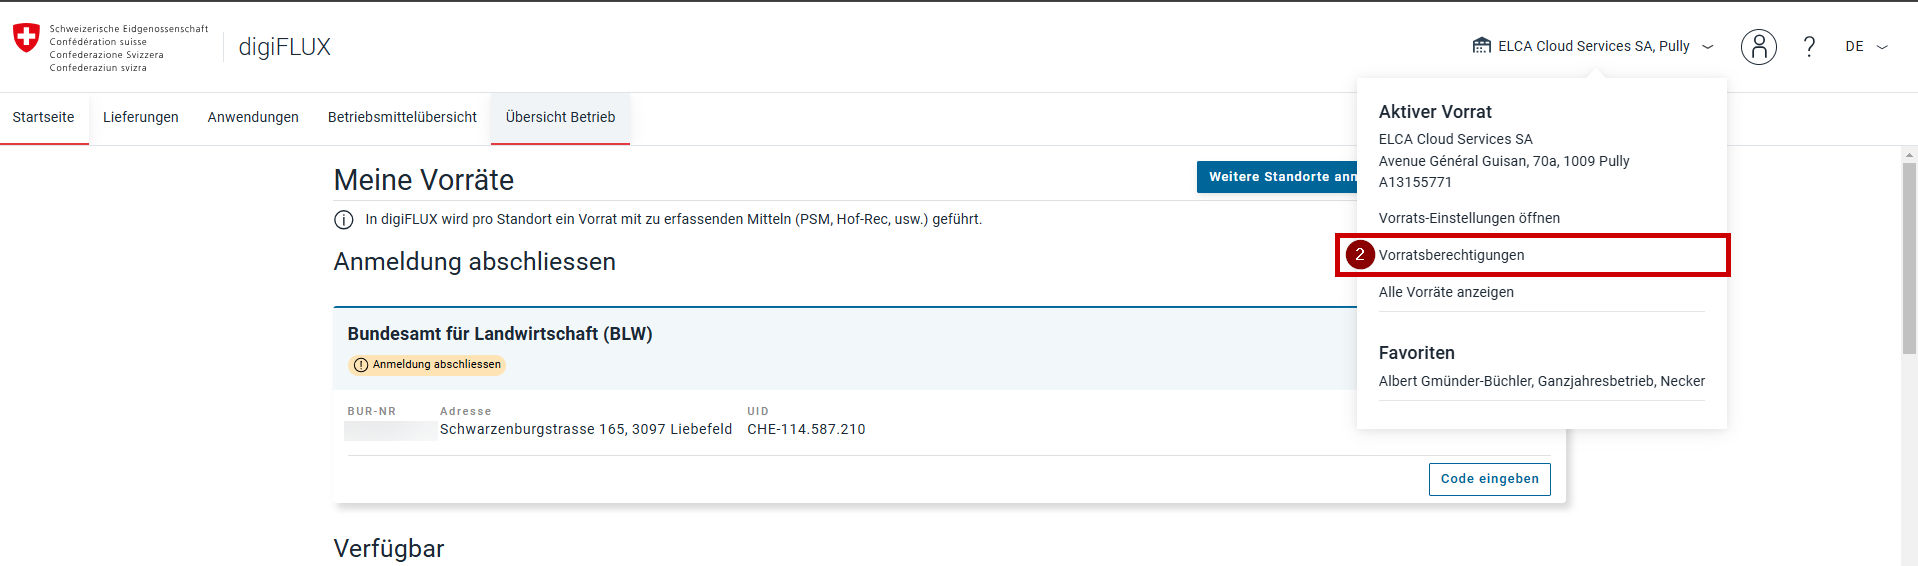 Schweizerische Eidgenossenschaft
Confédération suisse
Confederazione Svizzera
Confederaziun svizra
digiFLUX
ELCA Cloud Services SA, Pully
?
DE
Startseite
Lieferungen
Anwendungen
Betriebsmittelübersicht
Übersicht Betrieb
Aktiver Vorrat
ELCA Cloud Services SA
Avenue Général Guisan, 70a, 1009 Pully
A13155771
Vorrats-Einstellungen öffnen
2 Vorratsberechtigungen
Alle Vorräte anzeigen
Favoriten
Albert Gmünder-Büchler, Ganzjahresbetrieb, Necker
Meine Vorräte
Weitere Standorte
In digiFLUX wird pro Standort ein Vorrat mit zu erfassenden Mitteln (PSM, Hof-Rec, usw.) geführt.
Anmeldung abschliessen
Bundesamt für Landwirtschaft (BLW)
Anmeldung abschliessen
BUR-NR
Adresse
UID
Schwarzenburgstrasse 165, 3097 Liebefeld
CHE-114.587.210
Code eingeben
Verfügbar